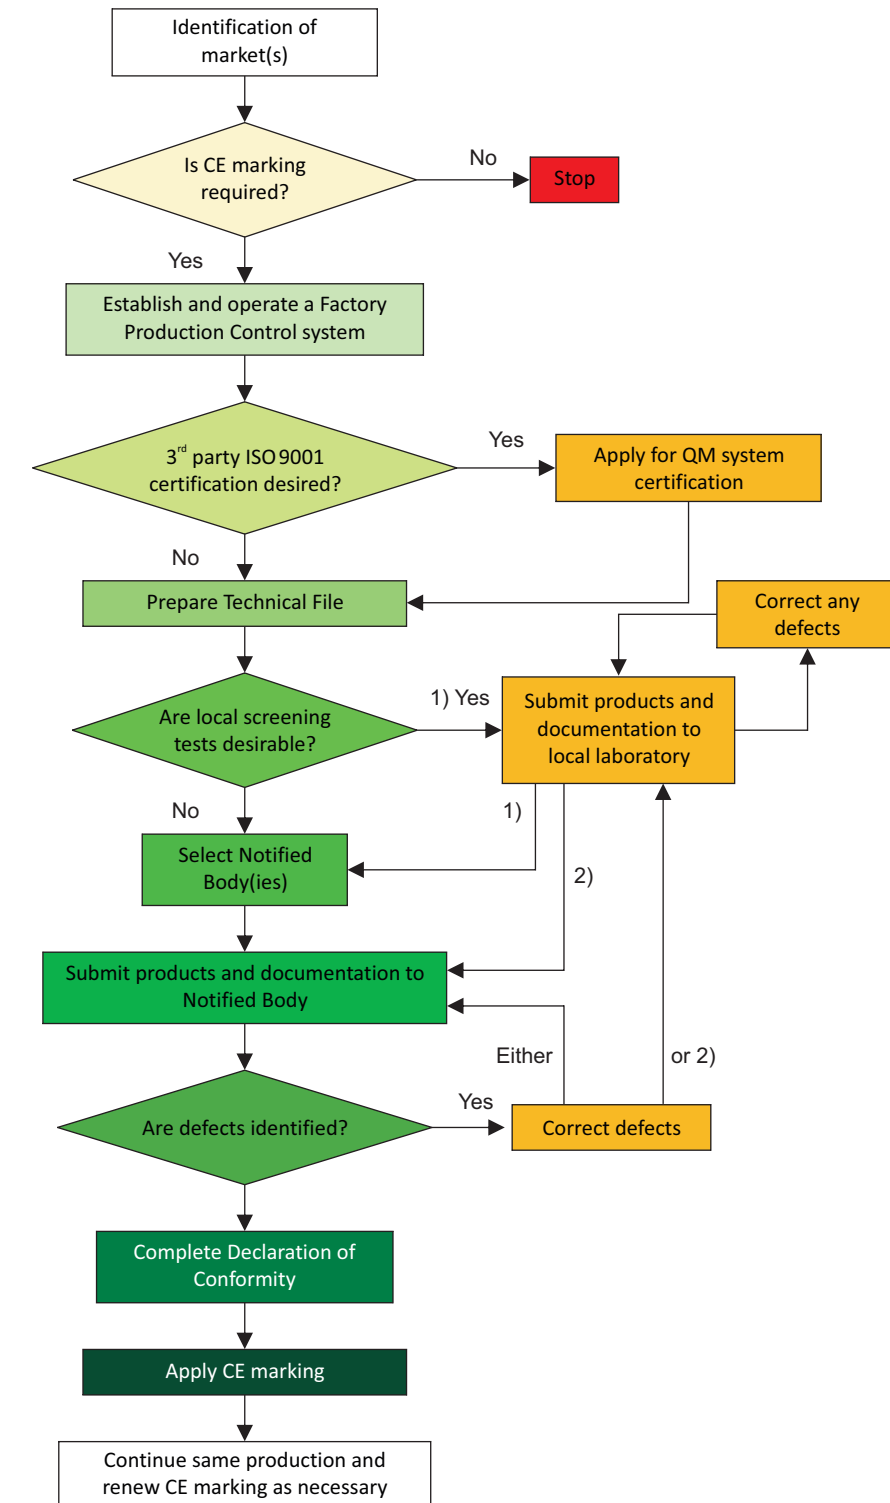 Identification of
market(s)
Is CE marking
required?
No
Stop
Yes
Establish and operate a Factory
Production Control system
3rd party ISO 9001
certification desired?
Yes
Apply for QM system
certification
No
Prepare Technical File
Correct any
defects
Are local screening
tests desirable?
1) Yes
Submit products and
documentation to
local laboratory
No
1)
Select Notified
Body(ies)
2)
Submit products and documentation to
Notified Body
Either
or 2)
Are defects identified?
Yes
Correct defects
Complete Declaration of
Conformity
Apply CE marking
Continue same production and
renew CE marking as necessary